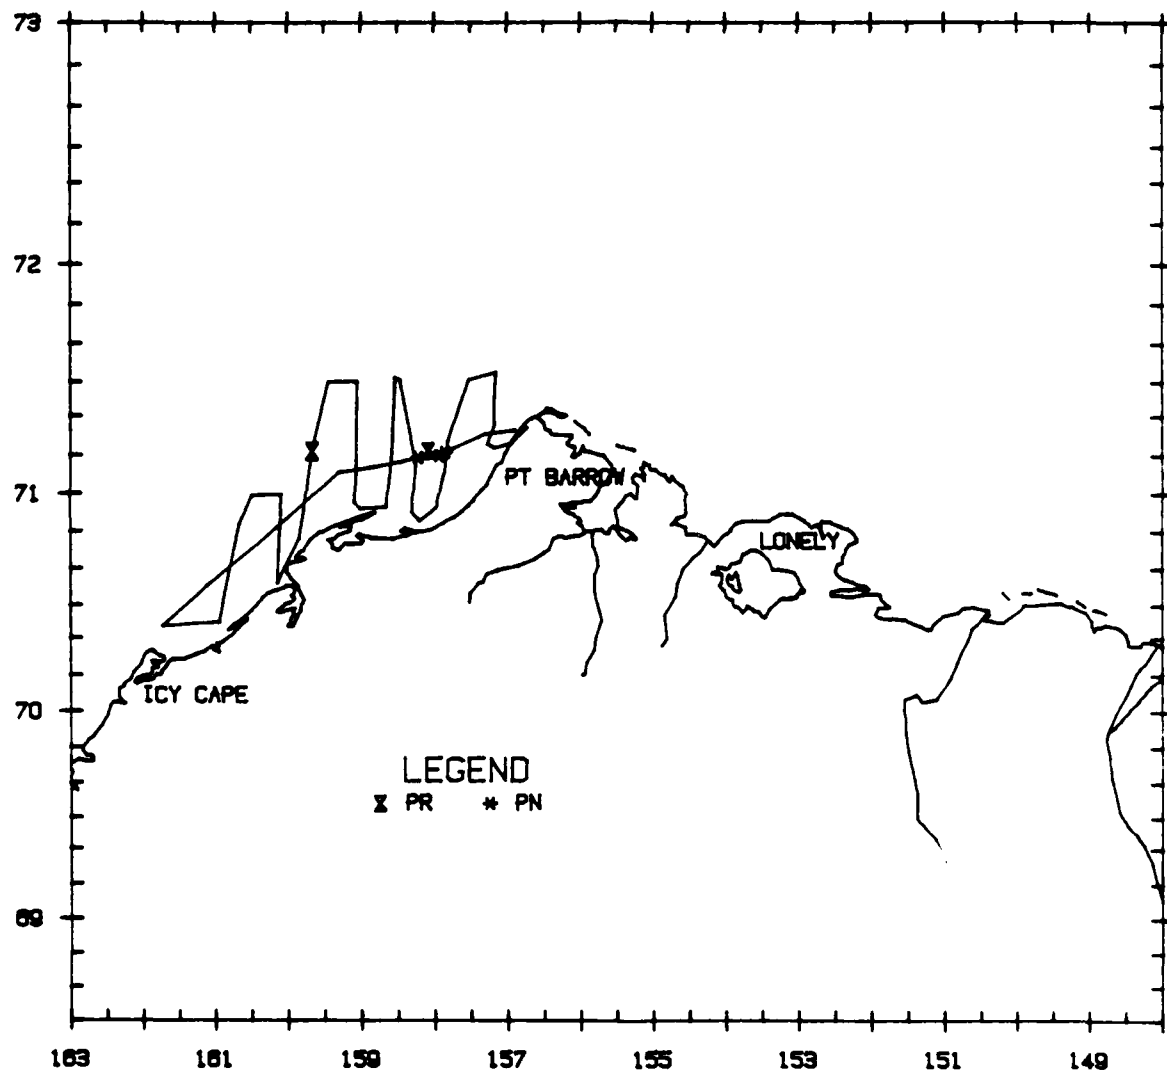 73
72
71
PT BARROW
LONELY
70
ICY CAPE
LEGEND
PR PN
69
163 161 159 157 155 153 151 149